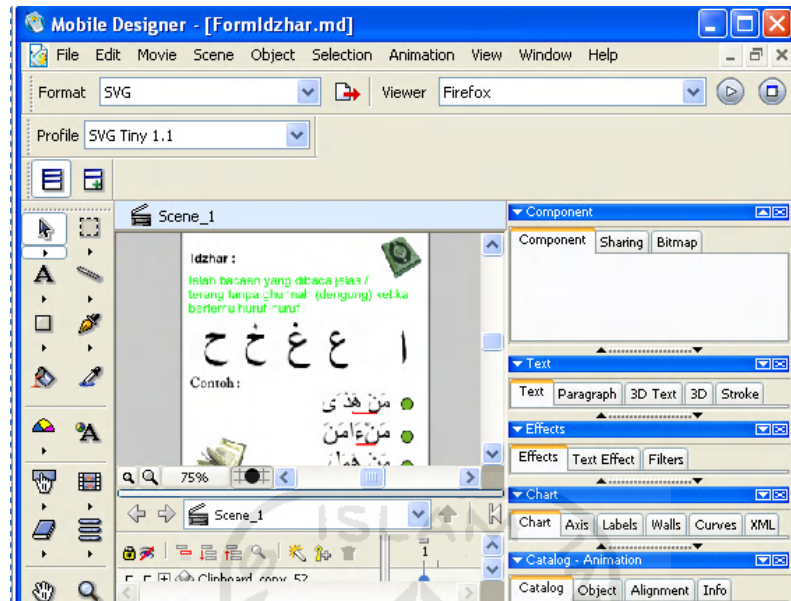 Mobile Designer - [FormIdzhar.md]
File Edit Movie Scene Object Selection Animation View Window Help
Format SVG Viewer Firefox
Profile SVG Tiny 1.1
Scene_1
Idzhar :
Ialah bacaan yang dibaca jelas /
terang tanpa (dengung) ketika
bertemu huruf-huruf
ا ع غ خ ح
Contoh :
مَنْ هَدَى
مَنْ ءَامَنَ
75%
Scene_1
1
Clipboard copy 52
Component
Component Sharing Bitmap
Text
Text Paragraph 3D Text 3D Stroke
Effects
Effects Text Effect Filters
Chart
Chart Axis Labels Walls Curves XML
Catalog - Animation
Catalog Object Alignment Info
ISLAM